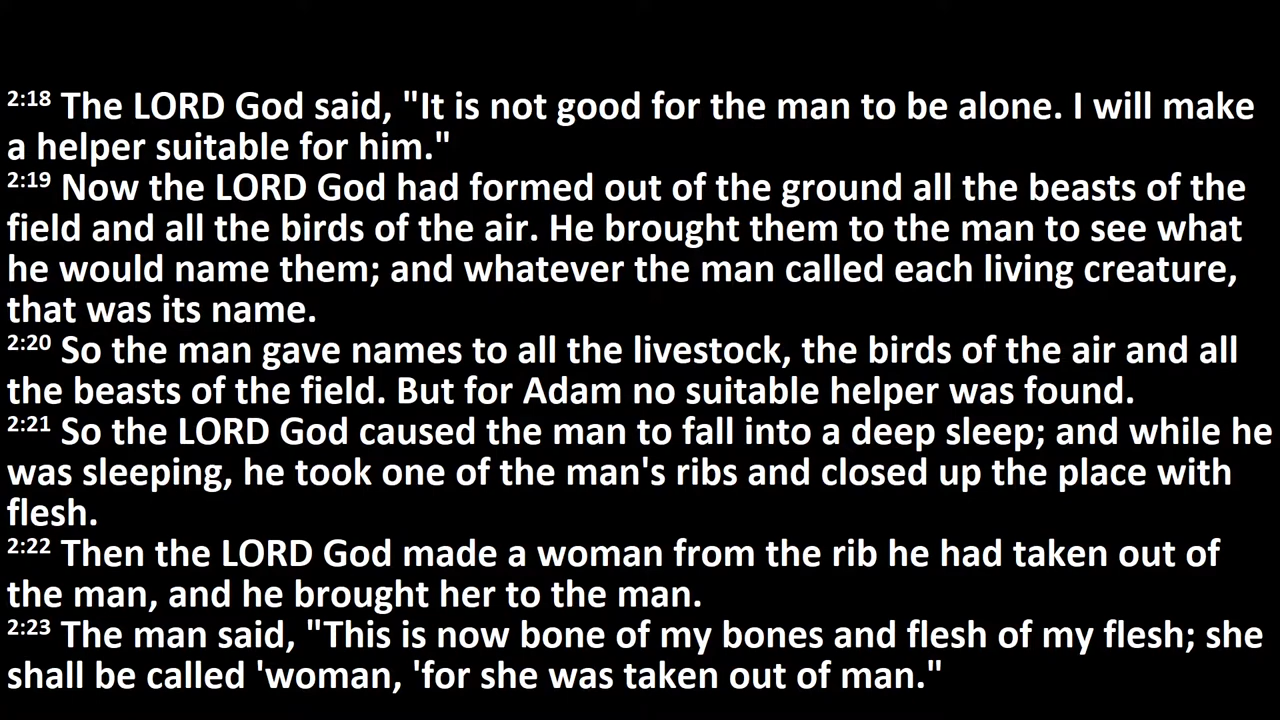 2:18 The LORD God said, "It is not good for the man to be alone. I will make
a helper suitable for him."
2:19 Now the LORD God had formed out of the ground all the beasts of the
field and all the birds of the air. He brought them to the man to see what
he would name them; and whatever the man called each living creature,
that was its name.
2:20 So the man gave names to all the livestock, the birds of the air and all
the beasts of the field. But for Adam no suitable helper was found.
2:21 So the LORD God caused the man to fall into a deep sleep; and while he
was sleeping, he took one of the man's ribs and closed up the place with
flesh.
2:22 Then the LORD God made a woman from the rib he had taken out of
the man, and he brought her to the man.
2:23 The man said, "This is now bone of my bones and flesh of my flesh; she
shall be called 'woman, 'for she was taken out of man."